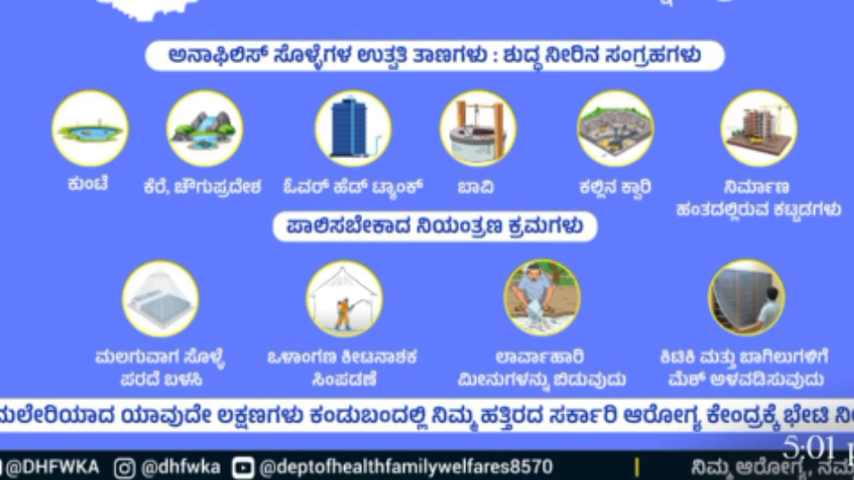 ಅನಾಫಿಲಿಸ್ ಸೊಳ್ಳೆಗಳ ಉತ್ಪತಿ ತಾಣಗಳು : ಶುದ್ಧ ನೀರಿನ ಸಂಗ್ರಹಗಳು
ಕುಂಟೆ
ಕೆರೆ, ಚೌಗುಪ್ರದೇಶ
ಓವರ್ ಹೆಡ್ ಟ್ಯಾಂಕ್
ಬಾವಿ
ಕಲ್ಲಿನ ಕ್ವಾರಿ
ನಿರ್ಮಾಣ
ಹಂತದಲ್ಲಿರುವ ಕಟ್ಟಡಗಳು
ಪಾಲಿಸಬೇಕಾದ ನಿಯಂತ್ರಣ ಕ್ರಮಗಳು
ಮಲಗುವಾಗ ಸೊಳ್ಳೆ
ಪರದೆ ಬಳಸಿ
ಒಳಾಂಗಣ ಕೀಟನಾಶಕ
ಸಿಂಪಡಣೆ
ಲಾರ್ವಾಹಾರಿ
ಮೀನುಗಳನ್ನು ಬಿಡುವುದು
ಕಿಟಿಕಿ ಮತ್ತು ಬಾಗಿಲುಗಳಿಗೆ
ಮೆಶ್ ಅಳವಡಿಸುವುದು
ಮಲೇರಿಯಾದ ಯಾವುದೇ ಲಕ್ಷಣಗಳು ಕಂಡುಬಂದಲ್ಲಿ ನಿಮ್ಮ ಹತ್ತಿರದ ಸರ್ಕಾರಿ ಆರೋಗ್ಯ ಕೇಂದ್ರಕ್ಕೆ ಭೇಟಿ
5:01
@DHFWKA @dhfwka @deptofhealthfamilywelfares8570 | ನಿಮ್ಮ ಆರೋಗ್ಯ,